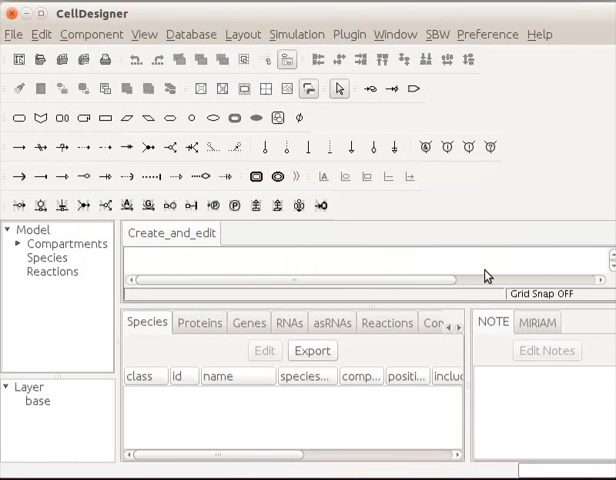 CellDesigner
File Edit Component View Database Layout Simulation Plugin Window SBW Preference Help
Model
Compartments
Species
Reactions
Create_and_edit
Grid Snap OFF
Species Proteins Genes RNAs asRNAs Reactions Con
NOTE MIRIAM
Edit Export
Edit Notes
class id name species... comp... positi... includ
Layer
base